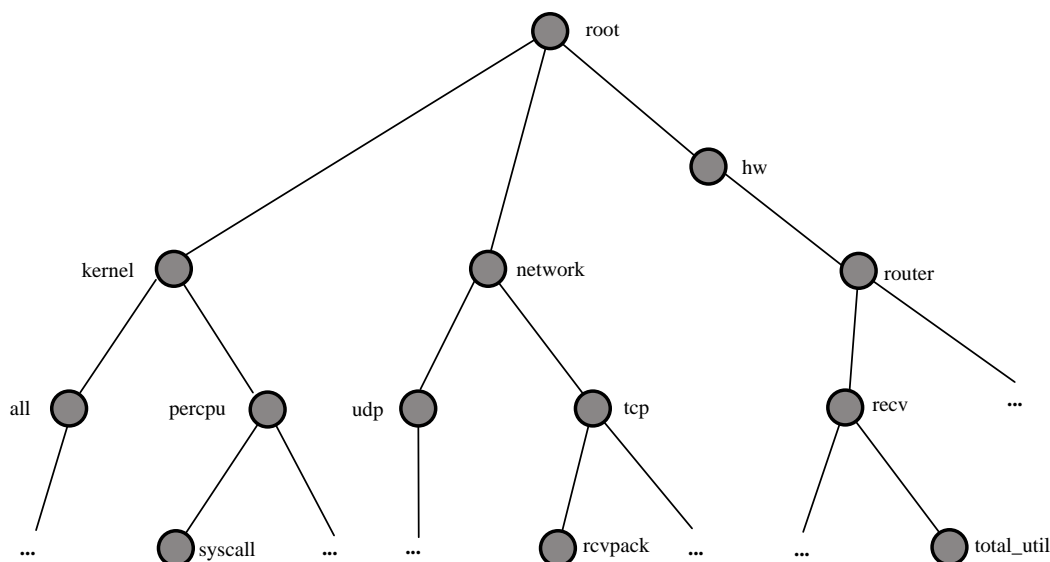 root
hw
kernel
network
router
all
percpu
udp
tcp
recv
...
...
syscall
...
...
rcvpack
...
...
total_util